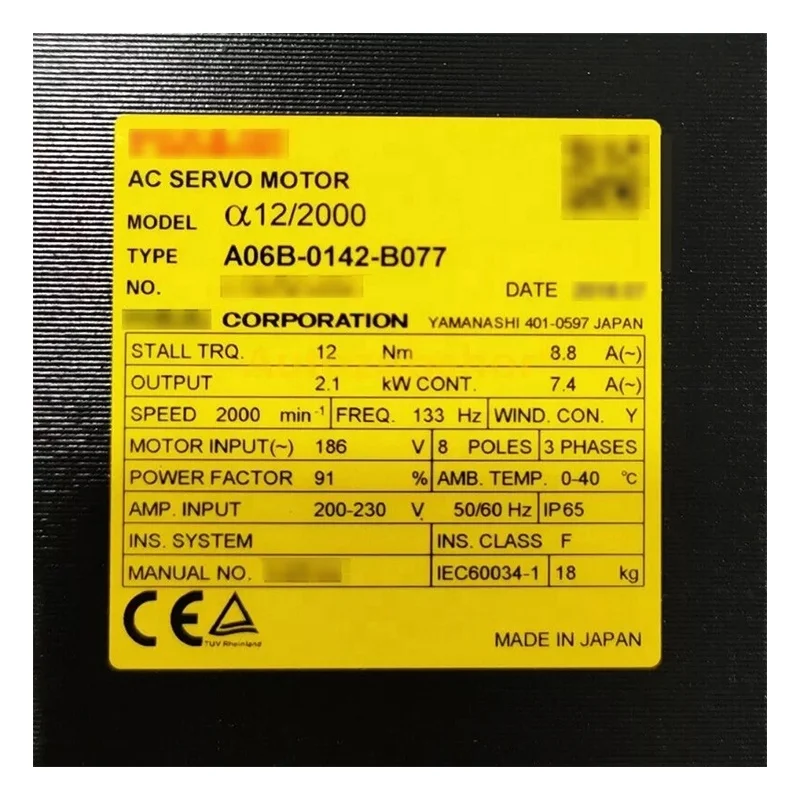 AC SERVO MOTOR
MODEL α12/2000
TYPE A06B-0142-B077
NO. DATE
CORPORATION YAMANASHI 401-0597 JAPAN
STALL TRQ. 12 Nm 8.8 A(~)
OUTPUT 2.1 kW CONT. 7.4 A(~)
SPEED 2000 min⁻¹ FREQ. 133 Hz WIND. CON. Y
MOTOR INPUT(~) 186 V 8 POLES 3 PHASES
POWER FACTOR 91 % AMB. TEMP. 0-40 ℃
AMP. INPUT 200-230 V 50/60 Hz IP65
INS. SYSTEM INS. CLASS F
MANUAL NO. IEC60034-1 18 kg
CE
TUV Rheinland
MADE IN JAPAN